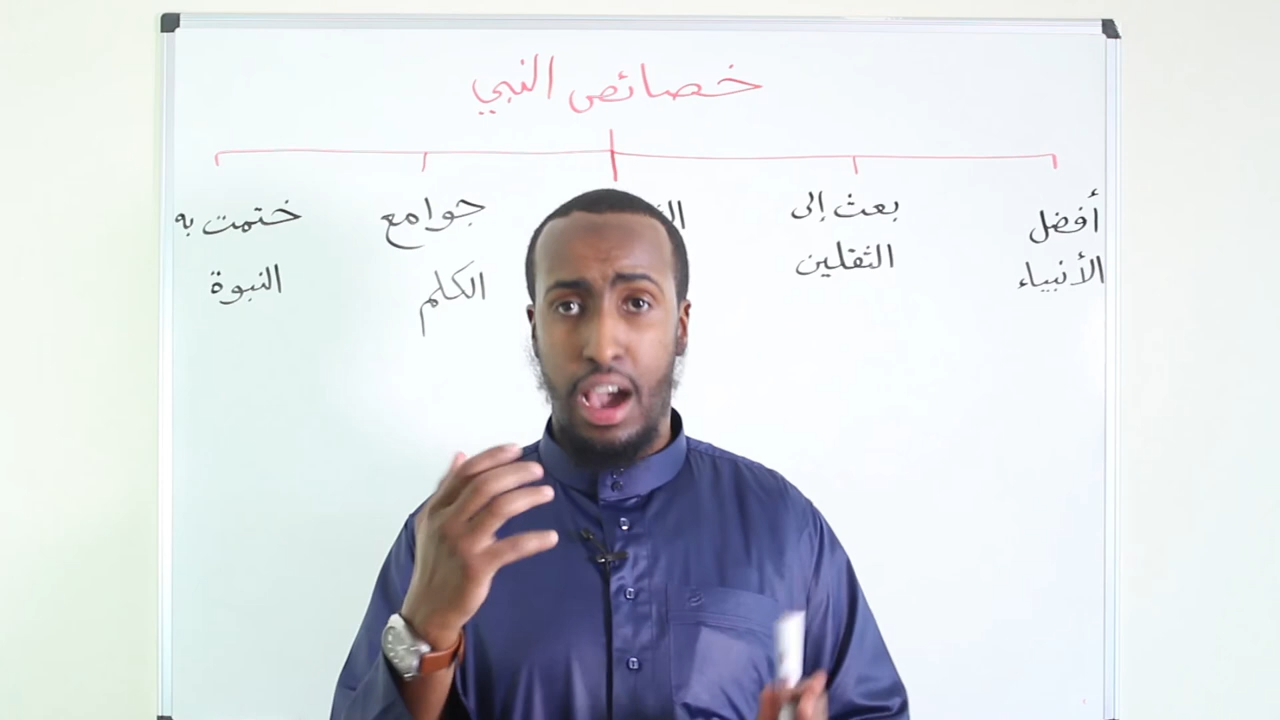 خصائص النبي
أفضل
الأنبياء
بعث إلى
الثقلين
جوامع
الكلم
ختمت به
النبوة